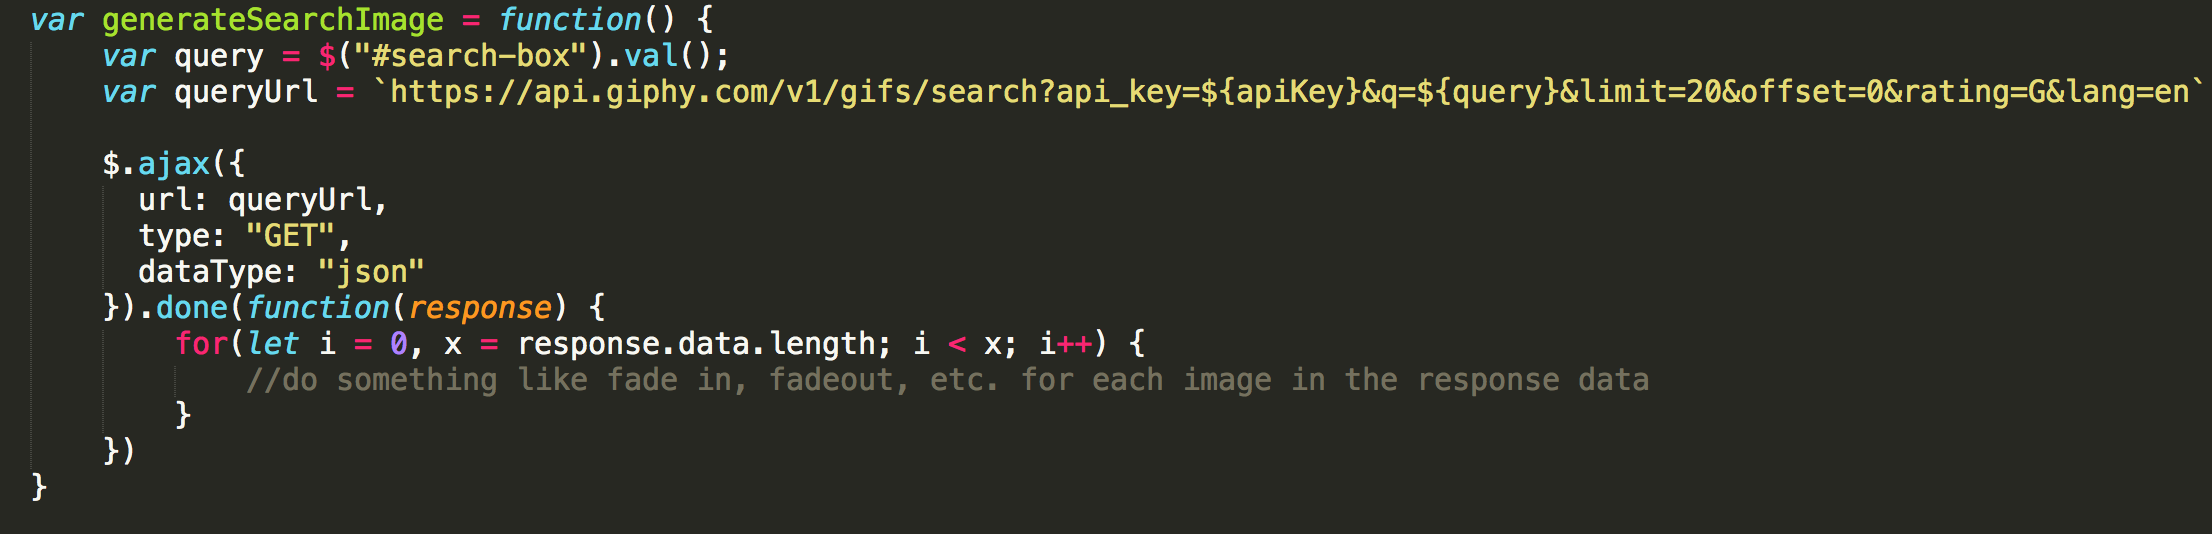 var generateSearchImage = function() {
var query = $("#search-box").val();
var queryUrl = `https://api.giphy.com/v1/gifs/search?api_key=${apiKey}&q=${query}&limit=20&offset=0&rating=G&lang=en`
$.ajax({
url: queryUrl,
type: "GET",
dataType: "json"
}).done(function(response) {
for(let i = 0, x = response.data.length; i < x; i++) {
//do something like fade in, fadeout, etc. for each image in the response data
}
})
}